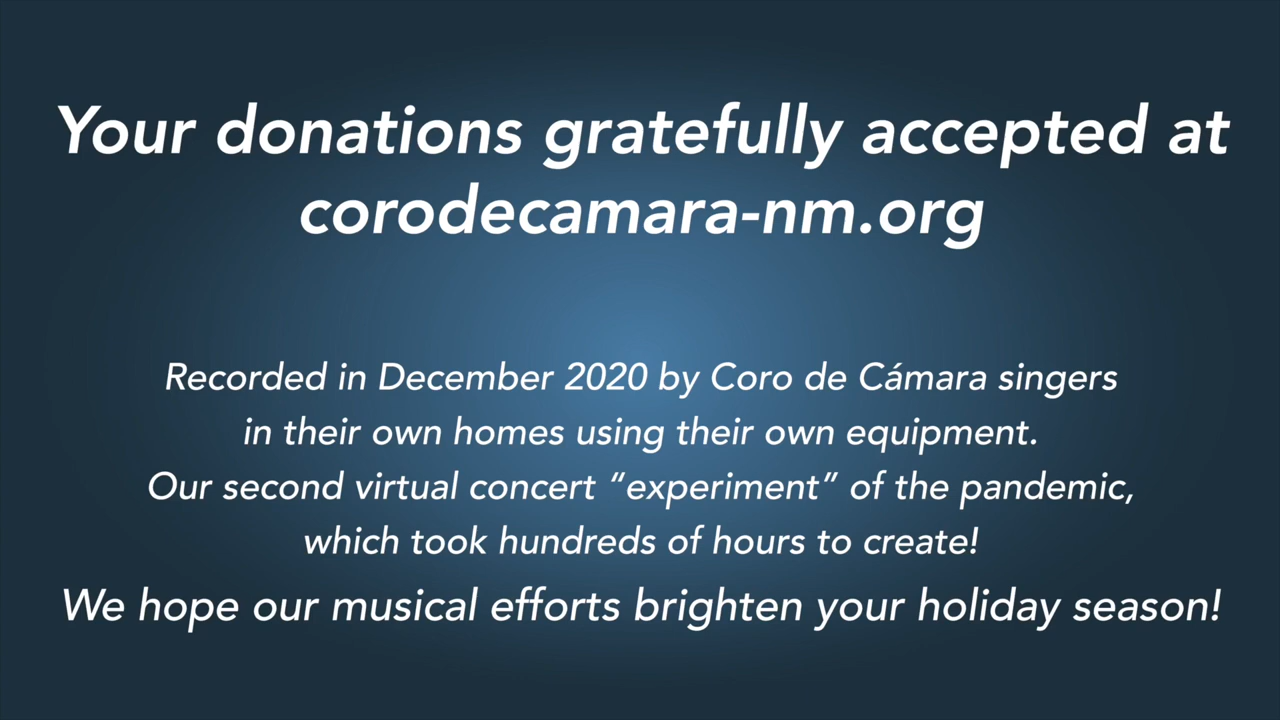 Your donations gratefully accepted at
corodecamara-nm.org
Recorded in December 2020 by Coro de Cámara singers
in their own homes using their own equipment.
Our second virtual concert “experiment” of the pandemic,
which took hundreds of hours to create!
We hope our musical efforts brighten your holiday season!